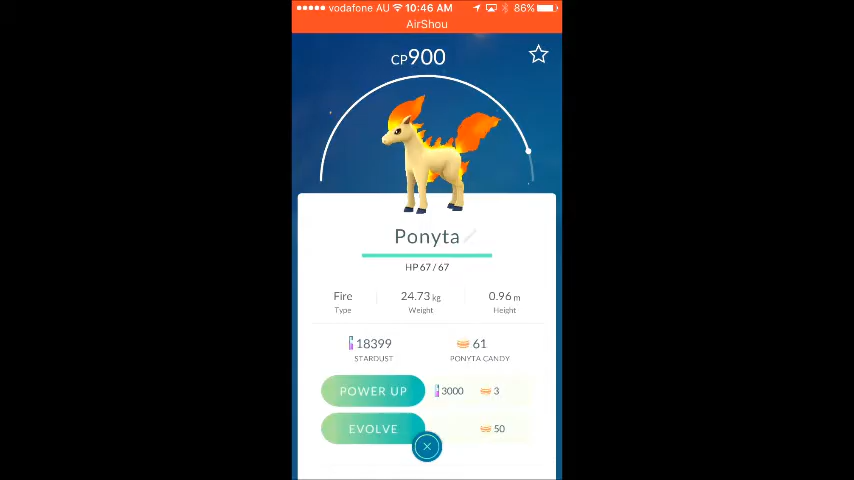 vodafone AU 10:46 AM 86%
AirShou
CP900
Ponyta
HP 67 / 67
Fire 24.73 kg 0.96 m
Type Weight Height
18399 61
STARDUST PONYTA CANDY
POWER UP 3000 3
EVOLVE 50